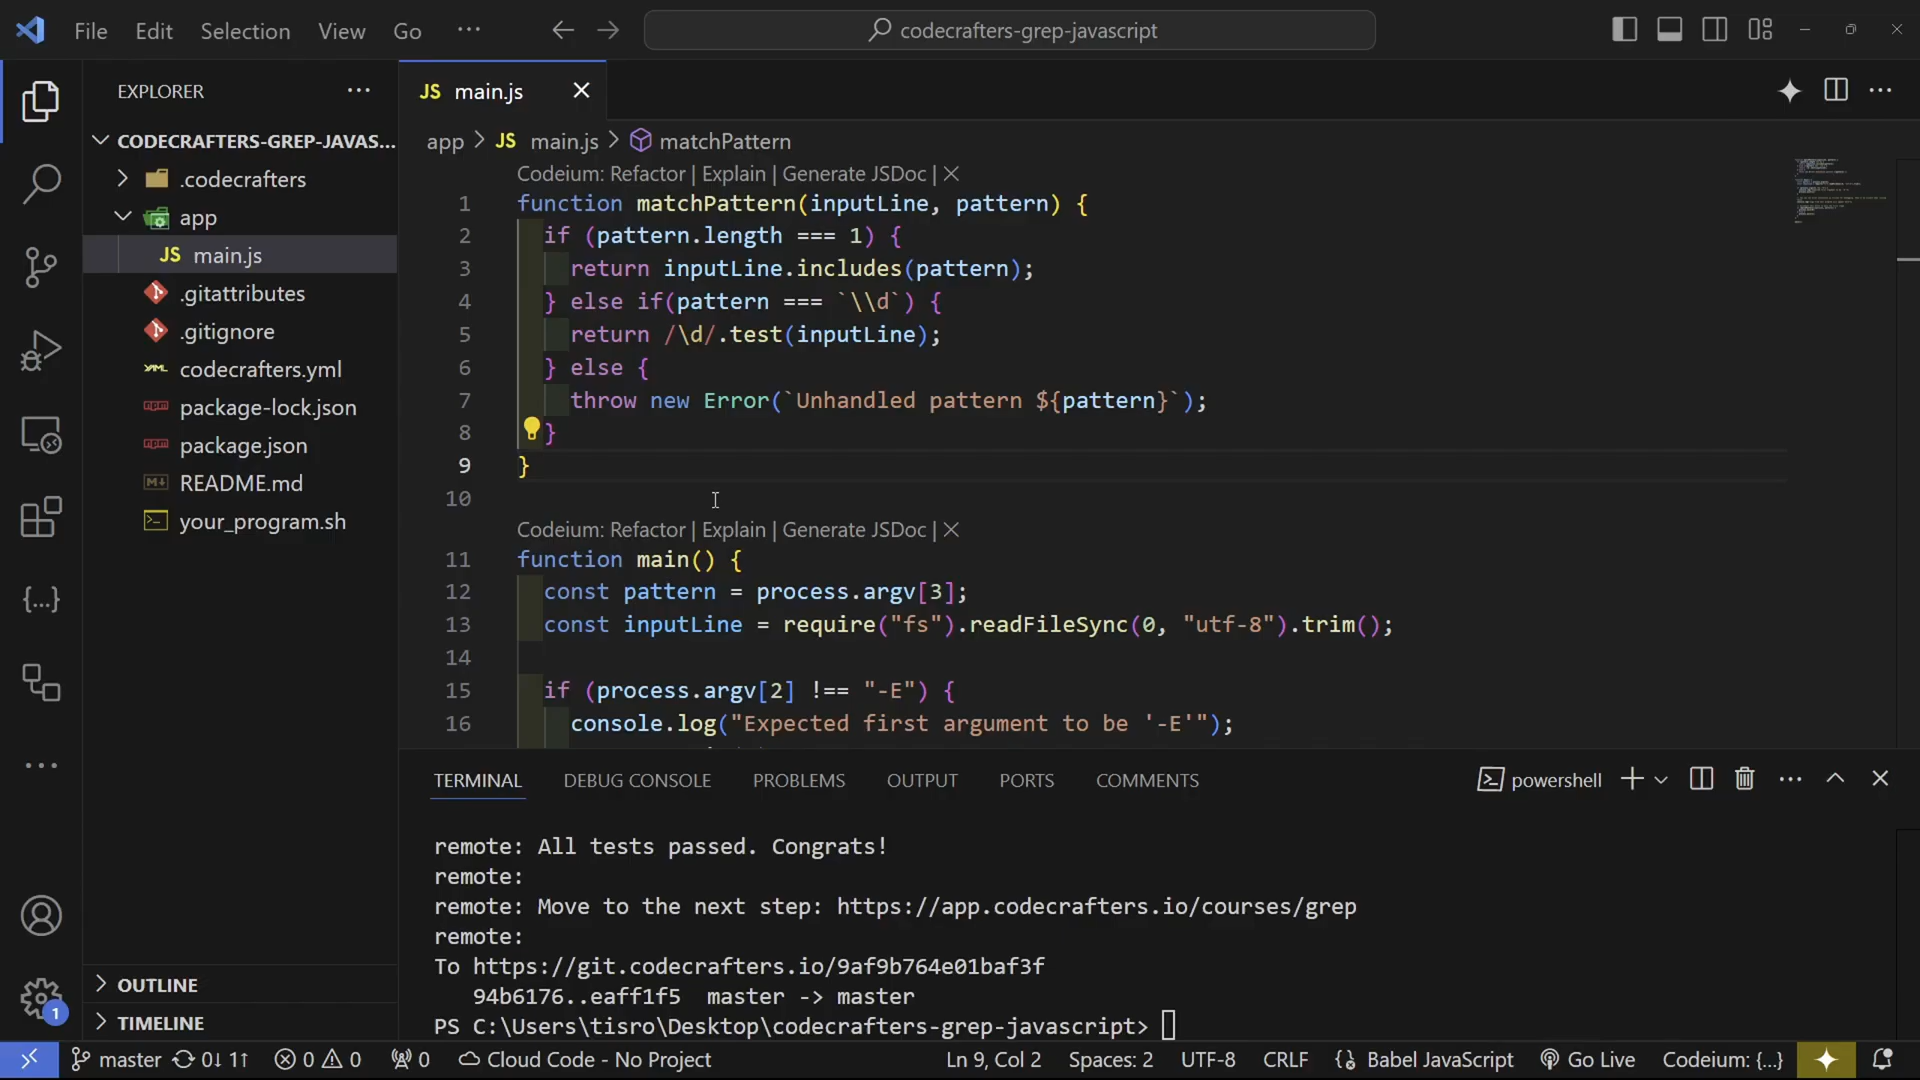 File Edit Selection View Go ··· codecrafters-grep-javascript
EXPLORER ···
CODECRAFTERS-GREP-JAVAS...
.codecrafters
app
JS main.js
.gitattributes
.gitignore
codecrafters.yml
package-lock.json
package.json
README.md
your_program.sh
OUTLINE
TIMELINE
JS main.js
app > JS main.js > matchPattern
Codeium: Refactor | Explain | Generate JSDoc | X
1 function matchPattern(inputLine, pattern) {
2 if (pattern.length === 1) {
3 return inputLine.includes(pattern);
4 } else if(pattern === `\\d`) {
5 return /\d/.test(inputLine);
6 } else {
7 throw new Error(`Unhandled pattern ${pattern}`);
8 }
9 }
10
Codeium: Refactor | Explain | Generate JSDoc | X
11 function main() {
12 const pattern = process.argv[3];
13 const inputLine = require("fs").readFileSync(0, "utf-8").trim();
14
15 if (process.argv[2] !== "-E") {
16 console.log("Expected first argument to be '-E'");
TERMINAL DEBUG CONSOLE PROBLEMS OUTPUT PORTS COMMENTS powershell
remote: All tests passed. Congrats!
remote:
remote: Move to the next step: https://app.codecrafters.io/courses/grep
remote:
To https://git.codecrafters.io/9af9b764e01baf3f
94b6176..eaff1f5 master -> master
PS C:\Users\tisro\Desktop\codecrafters-grep-javascript>
1
master 0↓ 1↑ 0 0 0 Cloud Code - No Project Ln 9, Col 2 Spaces: 2 UTF-8 CRLF Babel JavaScript Go Live Codeium: {...}